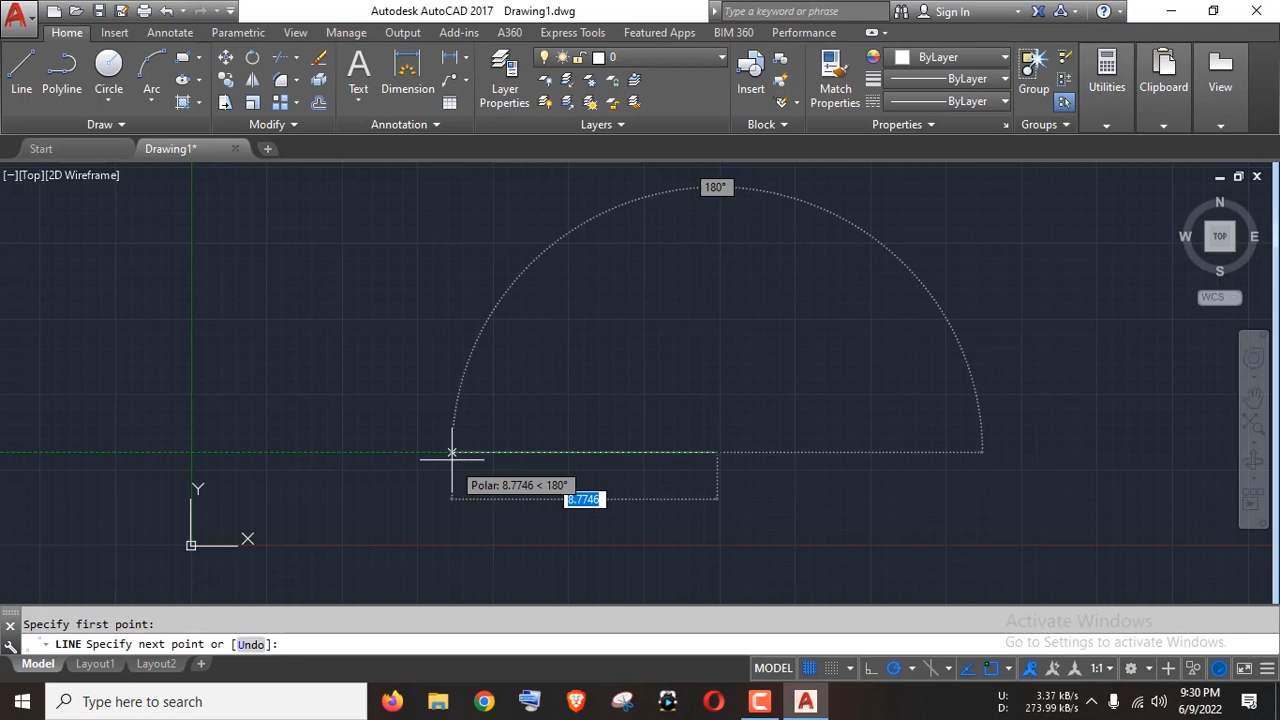 Autodesk AutoCAD 2017 Drawing1.dwg
Type a keyword or phrase
Sign In
Home Insert Annotate Parametric View Manage Output Add-ins A360 Express Tools Featured Apps BIM 360 Performance
Line Polyline Circle Arc
Draw
Modify
Text Dimension
Annotation
Layer
Properties
0
Layers
Insert
Block
Match
Properties
ByLayer
ByLayer
ByLayer
Properties
Group
Groups
Utilities
Clipboard
View
Start Drawing1*
[−][Top][2D Wireframe]
180°
N
W TOP E
S
WCS
Polar: 8.7746 < 180°
8.7746
Y
X
Specify first point:
LINE Specify next point or [Undo]:
Activate Windows
Go to Settings to activate Windows.
Model Layout1 Layout2
MODEL
1:1
Type here to search
U: 3.37 kB/s
D: 273.99 kB/s
9:30 PM
6/9/2022